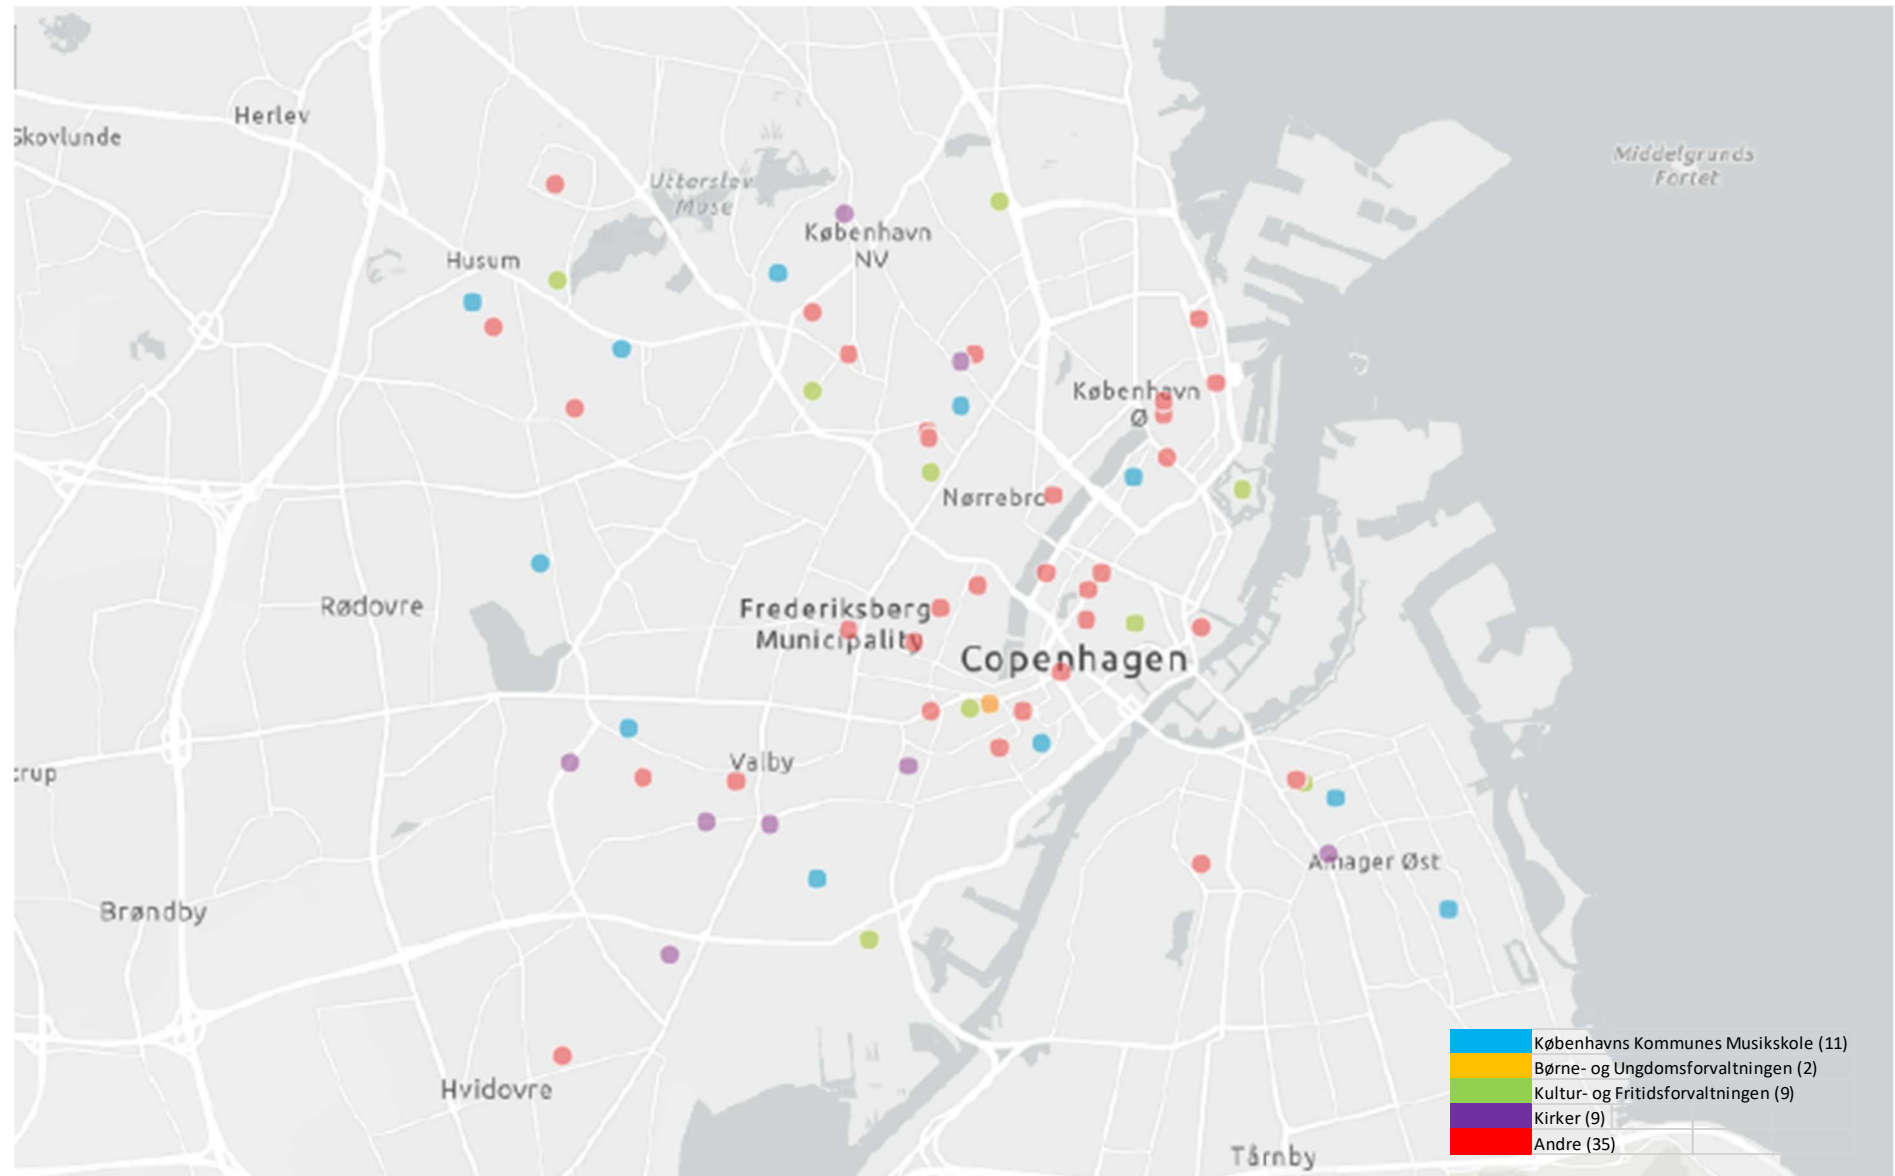 Herlev
Skovlunde
Middelgrunds
Fortet
Utterslev
Mose
København
NV
Husum
København
Ø
Nørrebro
Rødovre
Frederiksberg
Municipality
Copenhagen
Valby
trup
Amager Øst
Brøndby
Hvidovre
Tårnby
Københavns Kommunes Musikskole (11)
Børne- og Ungdomsforvaltningen (2)
Kultur- og Fritidsforvaltningen (9)
Kirker (9)
Andre (35)